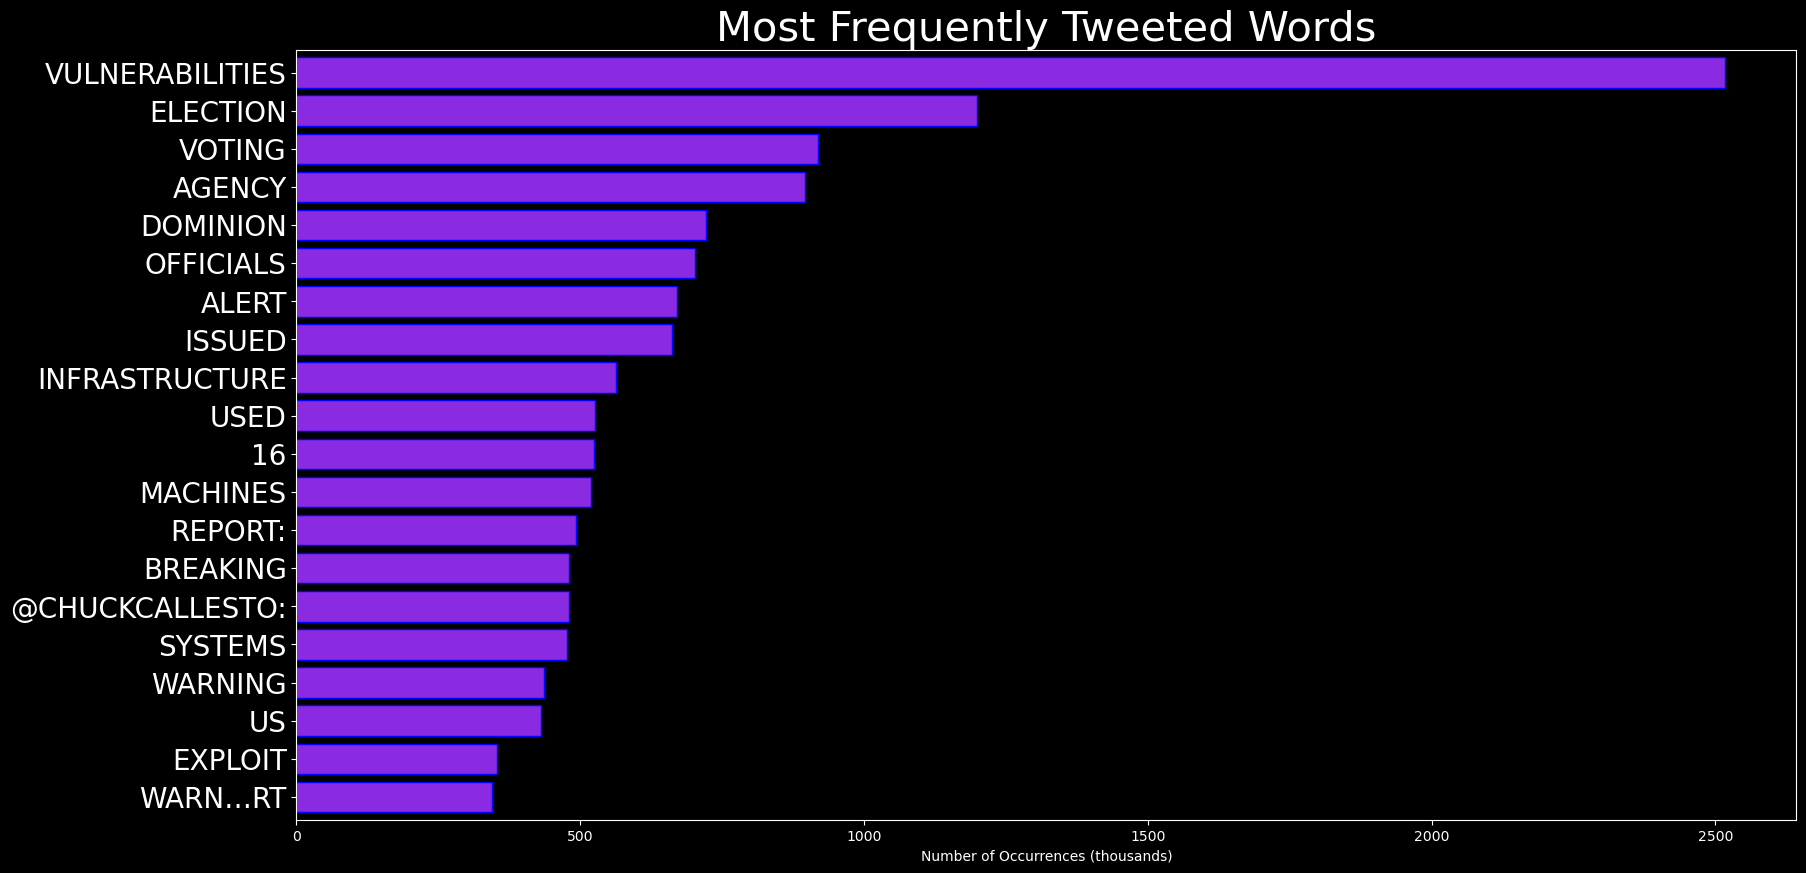 Most Frequently Tweeted Words
VULNERABILITIES
ELECTION
VOTING
AGENCY
DOMINION
OFFICIALS
ALERT
ISSUED
INFRASTRUCTURE
USED
16
MACHINES
REPORT:
BREAKING
@CHUCKCALLESTO:
SYSTEMS
WARNING
US
EXPLOIT
WARN…RT
0 500 1000 1500 2000 2500
Number of Occurrences (thousands)